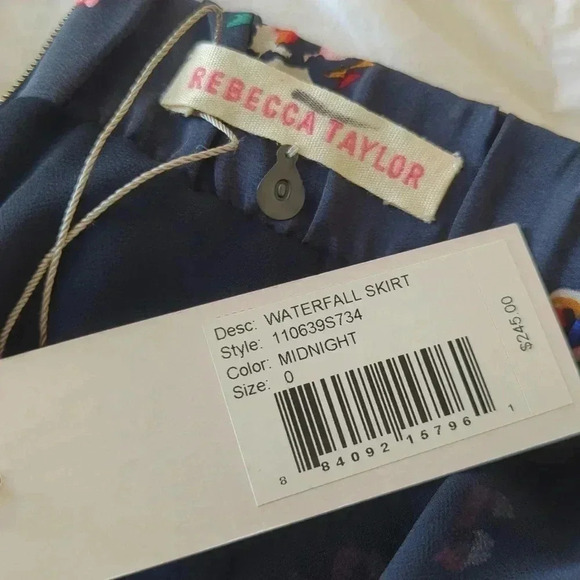 REBECCA TAYLOR
0
Desc: WATERFALL SKIRT
Style: 110639S734
Color: MIDNIGHT
Size: 0
$245.00
8 84092 15796 1